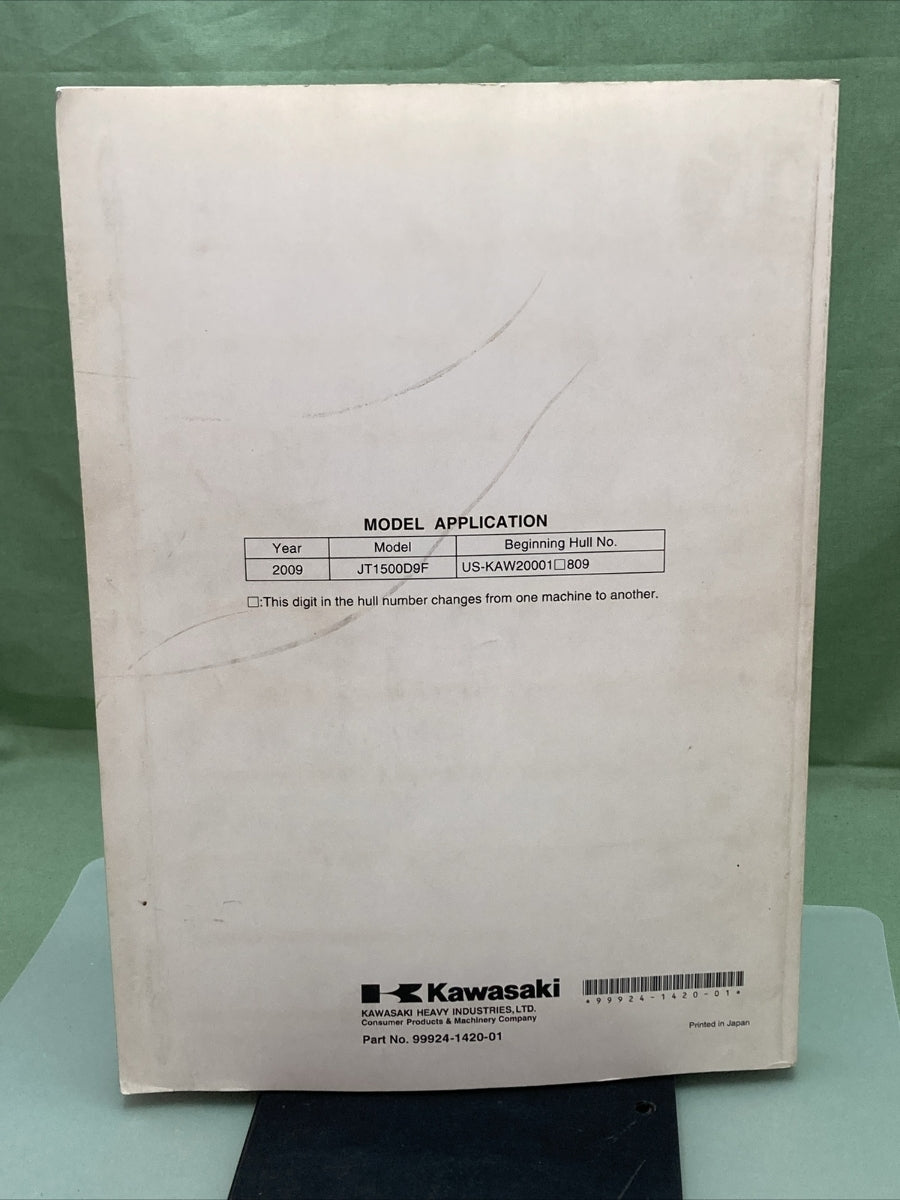 MODEL APPLICATION
Year Model Beginning Hull No.
2009 JT1500D9F US-KAW20001□809
□:This digit in the hull number changes from one machine to another.
Kawasaki
KAWASAKI HEAVY INDUSTRIES,LTD.
Consumer Products & Machinery Company
Part No. 99924-1420-01
*99924-1420-01*
Printed in Japan